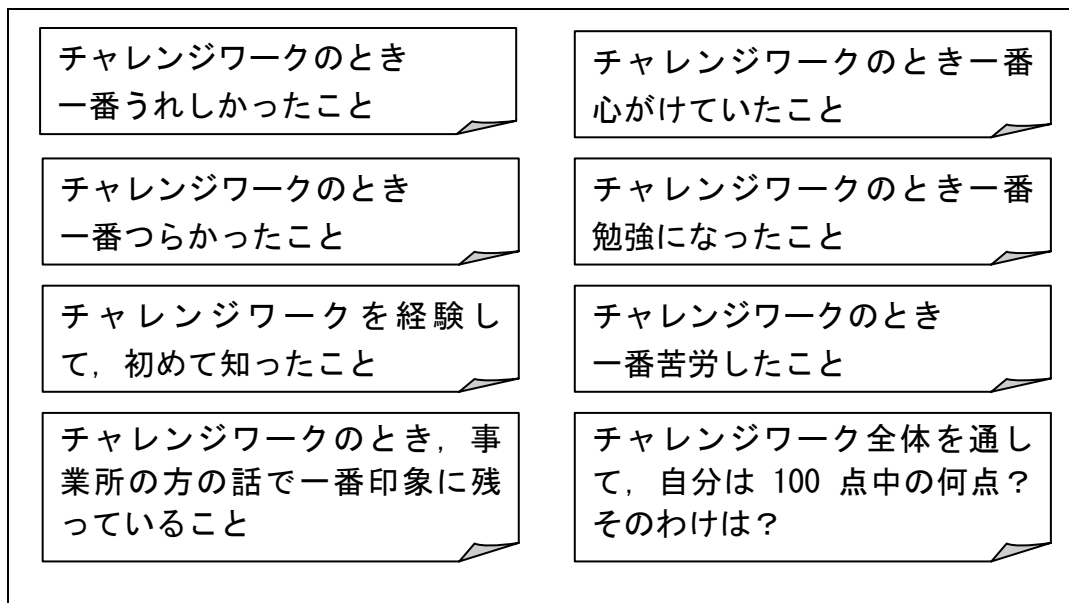 チャレンジワークのとき
一番うれしかったこと
チャレンジワークのとき一番
心がけていたこと
チャレンジワークのとき
一番つらかったこと
チャレンジワークのとき一番
勉強になったこと
チャレンジワークを経験し
て，初めて知ったこと
チャレンジワークのとき
一番苦労したこと
チャレンジワークのとき，事
業所の方の話で一番印象に残
っていること
チャレンジワーク全体を通し
て，自分は 100 点中の何点？
そのわけは？